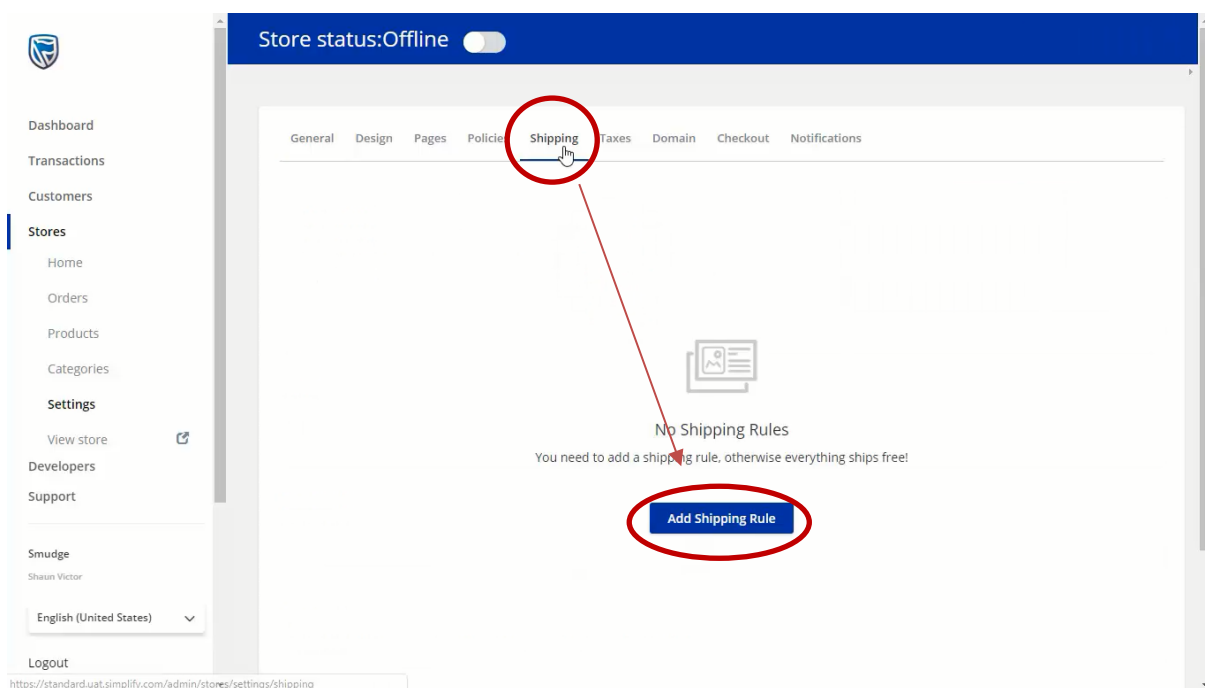 Store status:Offline
Dashboard
Transactions
Customers
Stores
Home
Orders
Products
Categories
Settings
View store
Developers
Support
Smudge
Shaun Victor
English (United States)
Logout
General Design Pages Policie Shipping Taxes Domain Checkout Notifications
No Shipping Rules
You need to add a shipping rule, otherwise everything ships free!
Add Shipping Rule
https://standard.uat.simplify.com/admin/stores/settings/shipping